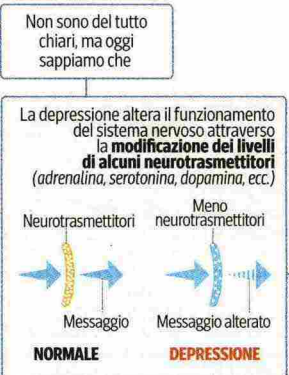 Non sono del tutto
chiari, ma oggi
sappiamo che
La depressione altera il funzionamento
del sistema nervoso attraverso
la modificazione dei livelli
di alcuni neurotrasmettitori
(adrenalina, serotonina, dopamina, ecc.)
Neurotrasmettitori
Meno
neurotrasmettitori
Messaggio
Messaggio alterato
NORMALE
DEPRESSIONE